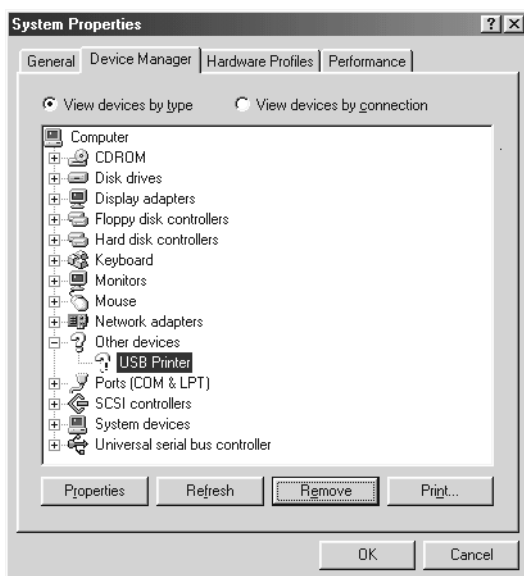 System Properties
General Device Manager Hardware Profiles Performance
View devices by type View devices by connection
Computer
CDROM
Disk drives
Display adapters
Floppy disk controllers
Hard disk controllers
Keyboard
Monitors
Mouse
Network adapters
Other devices
USB Printer
Ports (COM & LPT)
SCSI controllers
System devices
Universal serial bus controller
Properties Refresh Remove Print...
OK Cancel